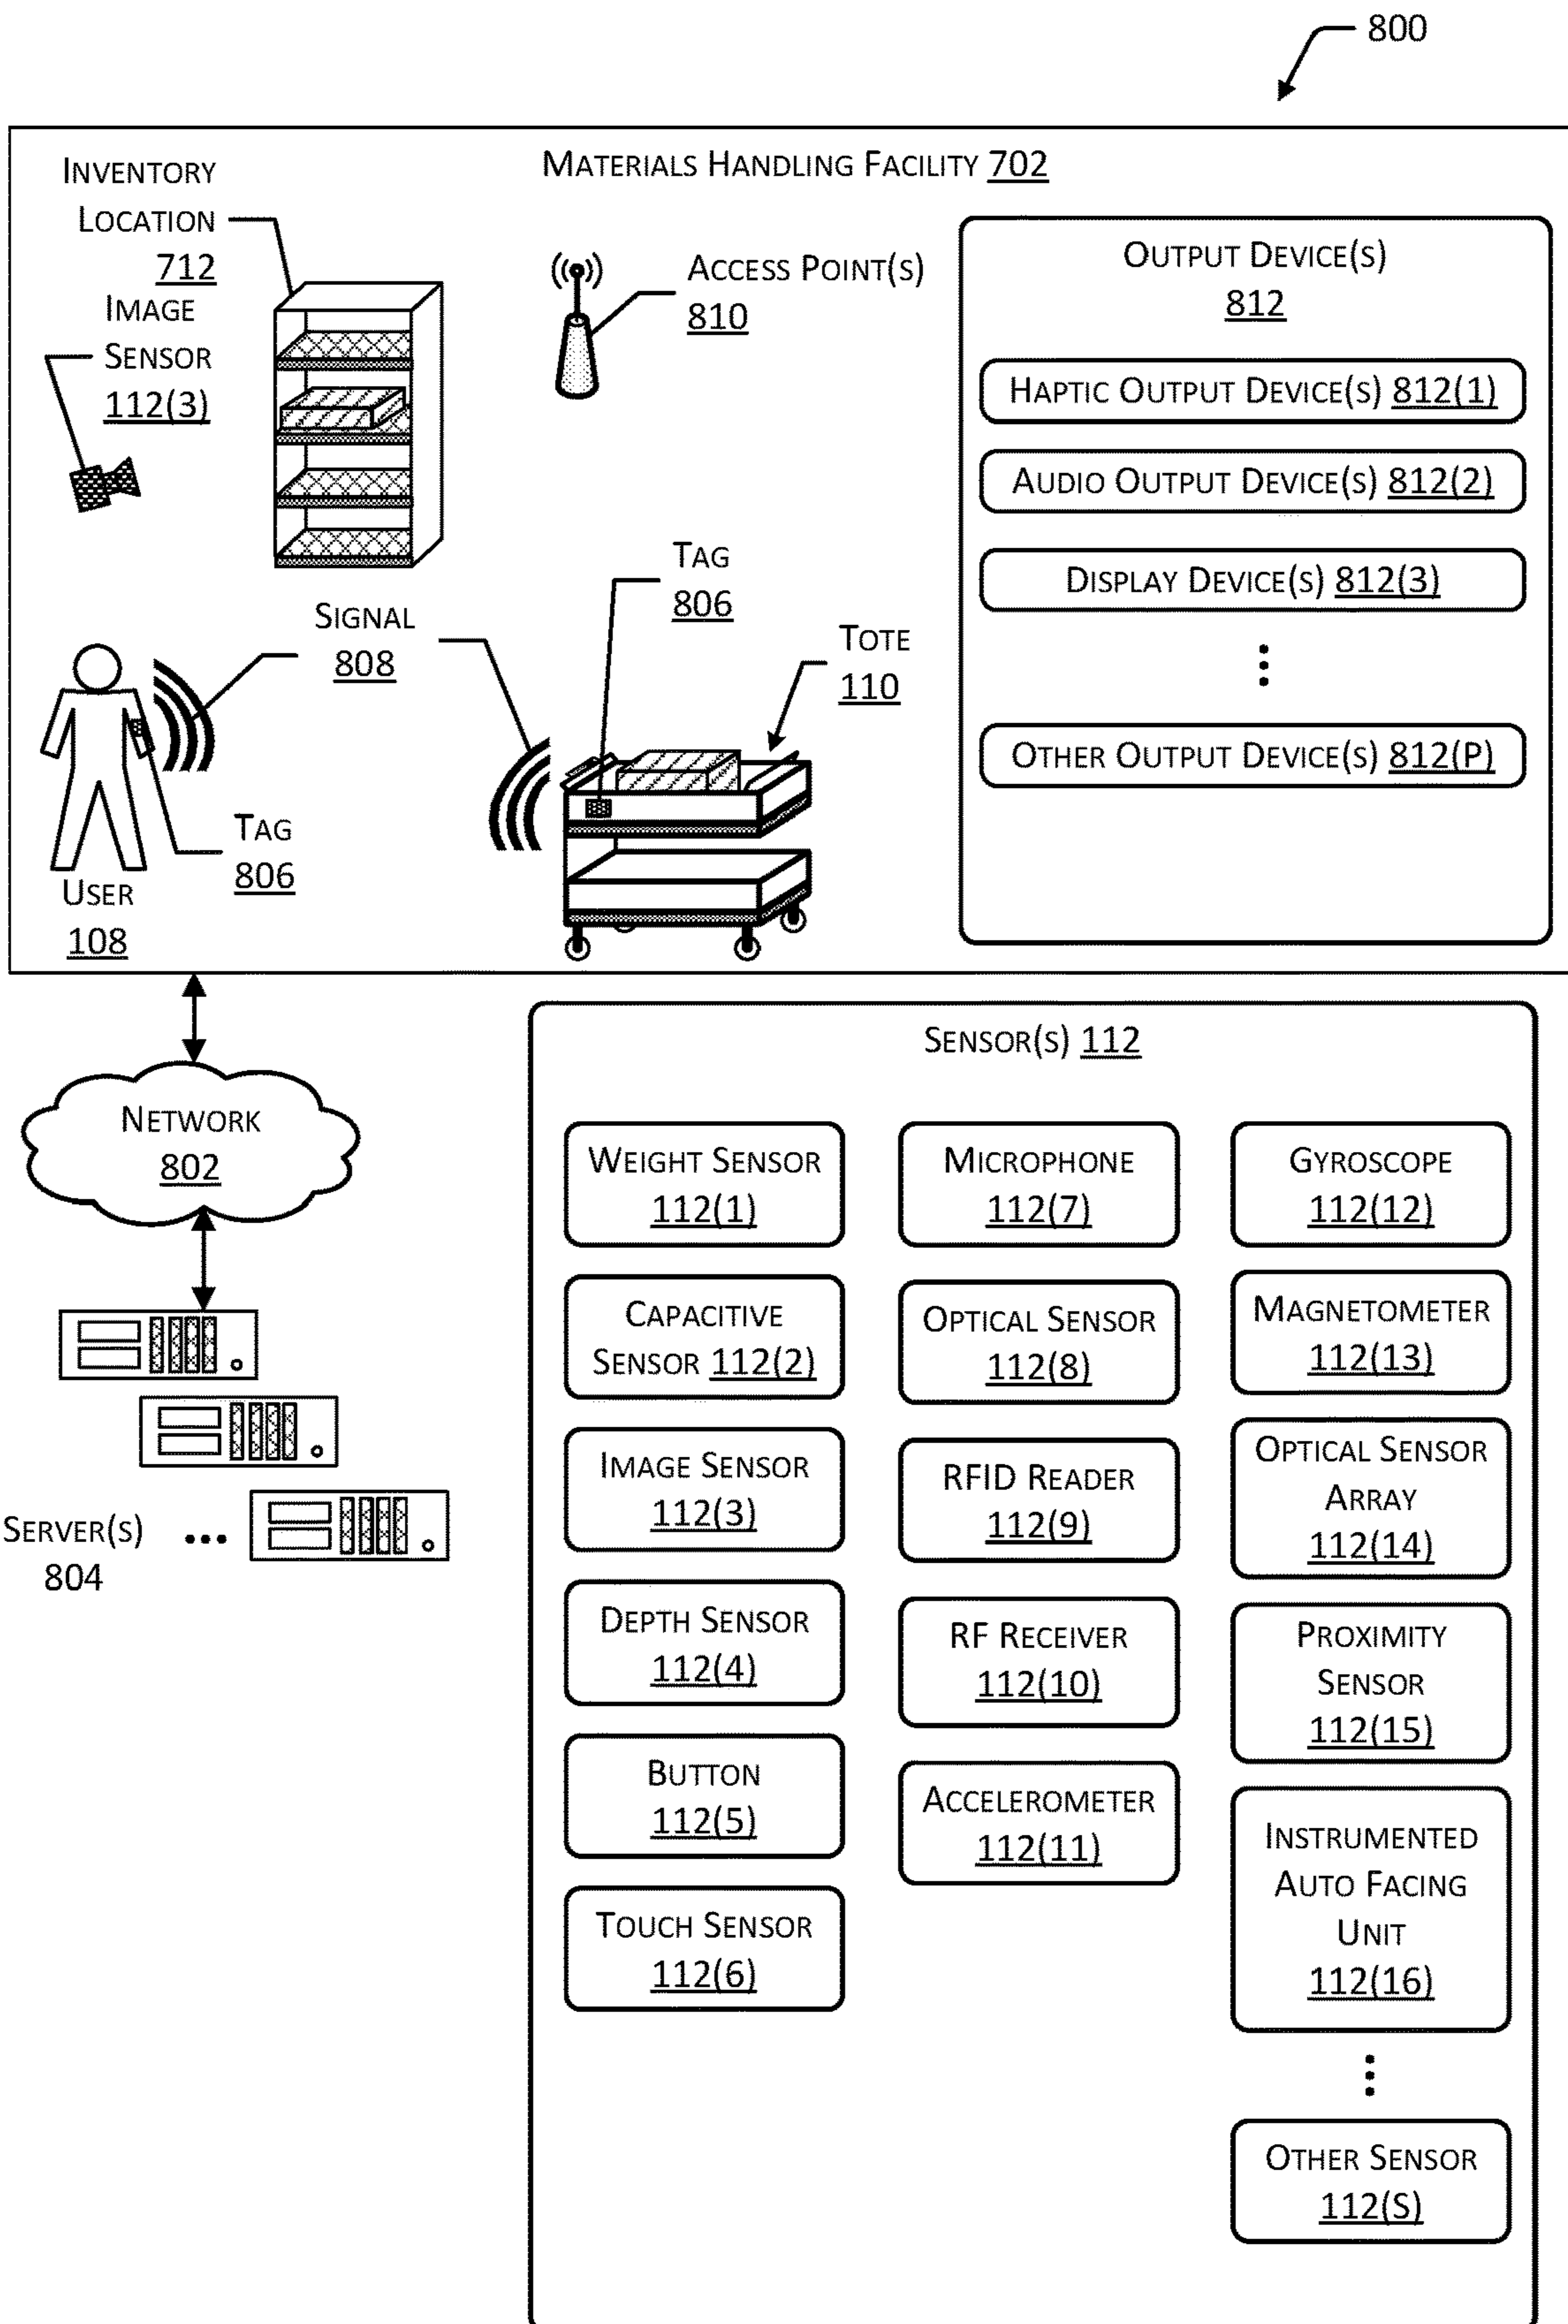 800
MATERIALS HANDLING FACILITY 702
INVENTORY
LOCATION
712
IMAGE
SENSOR
112(3)
ACCESS POINT(S)
810
OUTPUT DEVICE(S)
812
HAPTIC OUTPUT DEVICE(S) 812(1)
AUDIO OUTPUT DEVICE(S) 812(2)
DISPLAY DEVICE(S) 812(3)
OTHER OUTPUT DEVICE(S) 812(P)
TAG
806
SIGNAL
808
TOTE
110
TAG
806
USER
108
NETWORK
802
SERVER(S)
804
SENSOR(S) 112
WEIGHT SENSOR
112(1)
CAPACITIVE
SENSOR 112(2)
IMAGE SENSOR
112(3)
DEPTH SENSOR
112(4)
BUTTON
112(5)
TOUCH SENSOR
112(6)
MICROPHONE
112(7)
OPTICAL SENSOR
112(8)
RFID READER
112(9)
RF RECEIVER
112(10)
ACCELEROMETER
112(11)
GYROSCOPE
112(12)
MAGNETOMETER
112(13)
OPTICAL SENSOR
ARRAY
112(14)
PROXIMITY
SENSOR
112(15)
INSTRUMENTED
AUTO FACING
UNIT
112(16)
OTHER SENSOR
112(S)